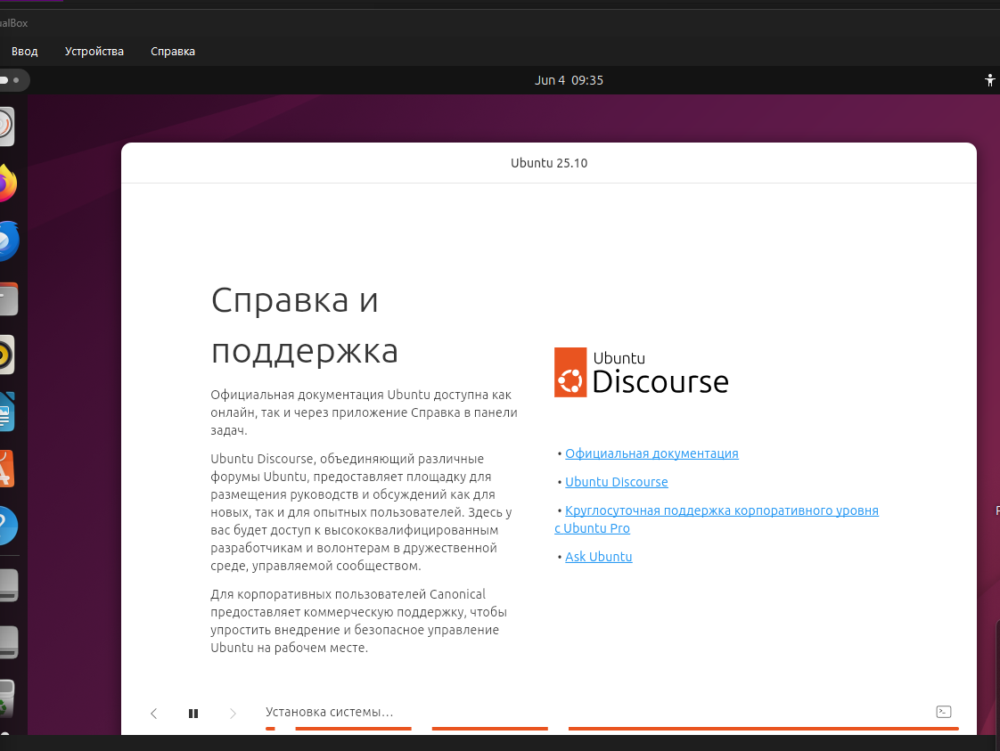 ualBox
Ввод Устройства Справка
Jun 4 09:35
Ubuntu 25.10
Справка и
поддержка
Официальная документация Ubuntu доступна как
онлайн, так и через приложение Справка в панели
задач.
Ubuntu Discourse, объединяющий различные
форумы Ubuntu, предоставляет площадку для
размещения руководств и обсуждений как для
новых, так и для опытных пользователей. Здесь у
вас будет доступ к высококвалифицированным
разработчикам и волонтерам в дружественной
среде, управляемой сообществом.
Для корпоративных пользователей Canonical
предоставляет коммерческую поддержку, чтобы
упростить внедрение и безопасное управление
Ubuntu на рабочем месте.
Ubuntu
Discourse
• Официальная документация
• Ubuntu Discourse
• Круглосуточная поддержка корпоративного уровня
с Ubuntu Pro
• Ask Ubuntu
Установка системы...